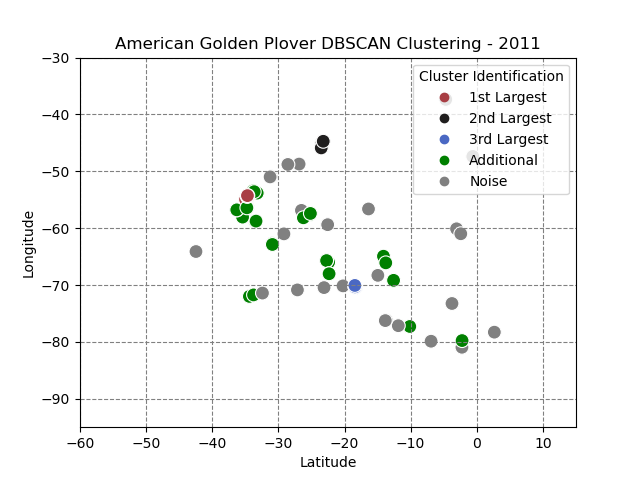 American Golden Plover DBSCAN Clustering - 2011
−30
−40
−50
−60
−70
−80
−90
Longitude
Cluster Identification
1st Largest
2nd Largest
3rd Largest
Additional
Noise
−60
−50
−40
−30
−20
−10
0
10
Latitude